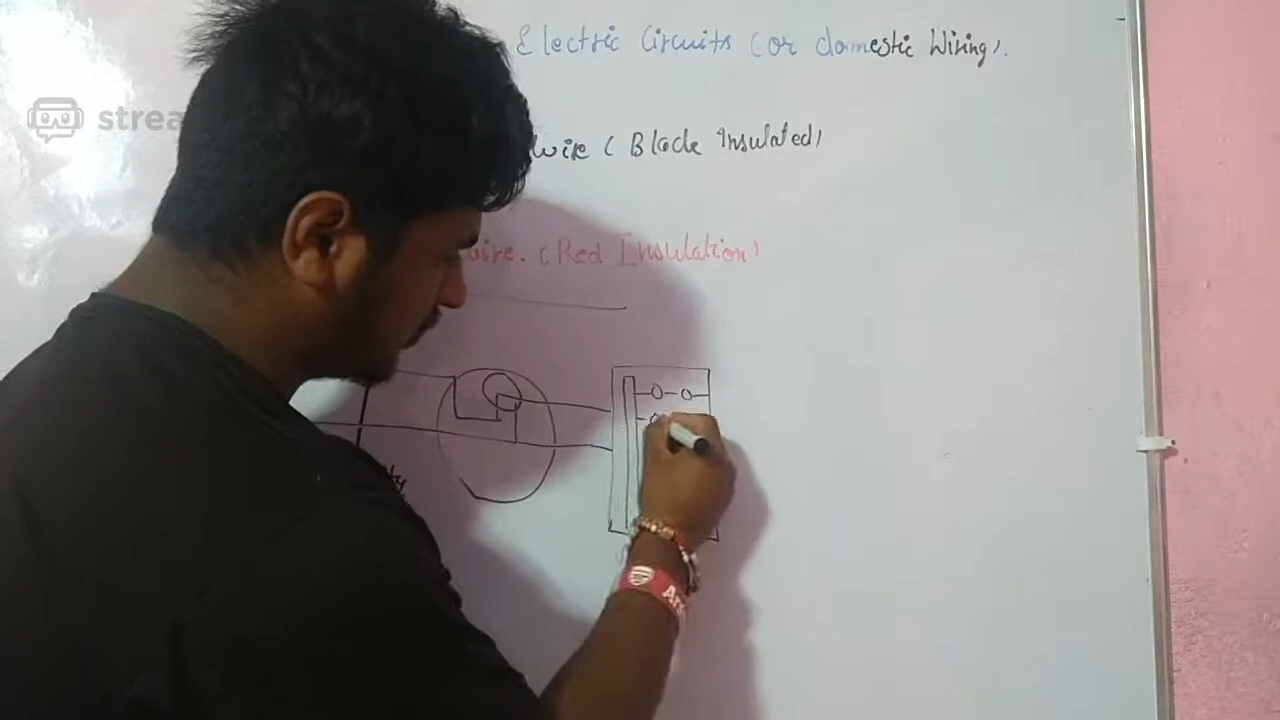 Electric Circuits (or domestic Wiring).
strea
wire (Black Insulated)
wire. (Red Insulation)